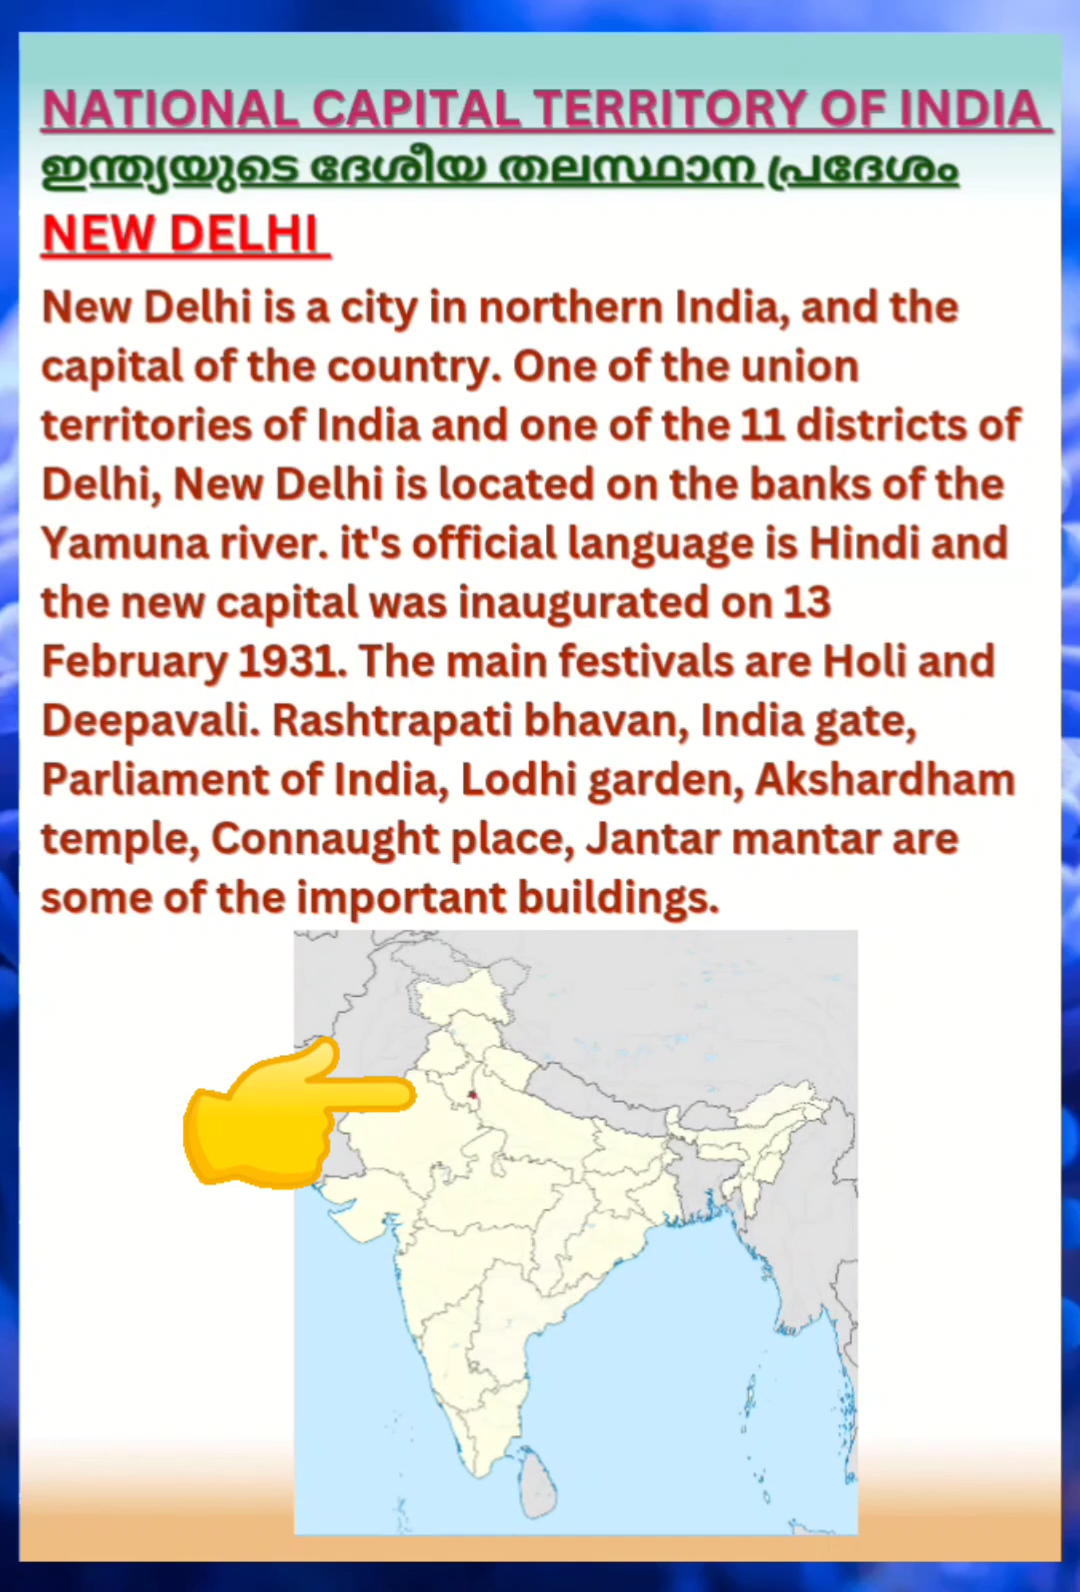 NATIONAL CAPITAL TERRITORY OF INDIA
ഇന്ത്യയുടെ ദേശീയ തലസ്ഥാന പ്രദേശം
NEW DELHI
New Delhi is a city in northern India, and the
capital of the country. One of the union
territories of India and one of the 11 districts of
Delhi, New Delhi is located on the banks of the
Yamuna river. it's official language is Hindi and
the new capital was inaugurated on 13
February 1931. The main festivals are Holi and
Deepavali. Rashtrapati bhavan, India gate,
Parliament of India, Lodhi garden, Akshardham
temple, Connaught place, Jantar mantar are
some of the important buildings.